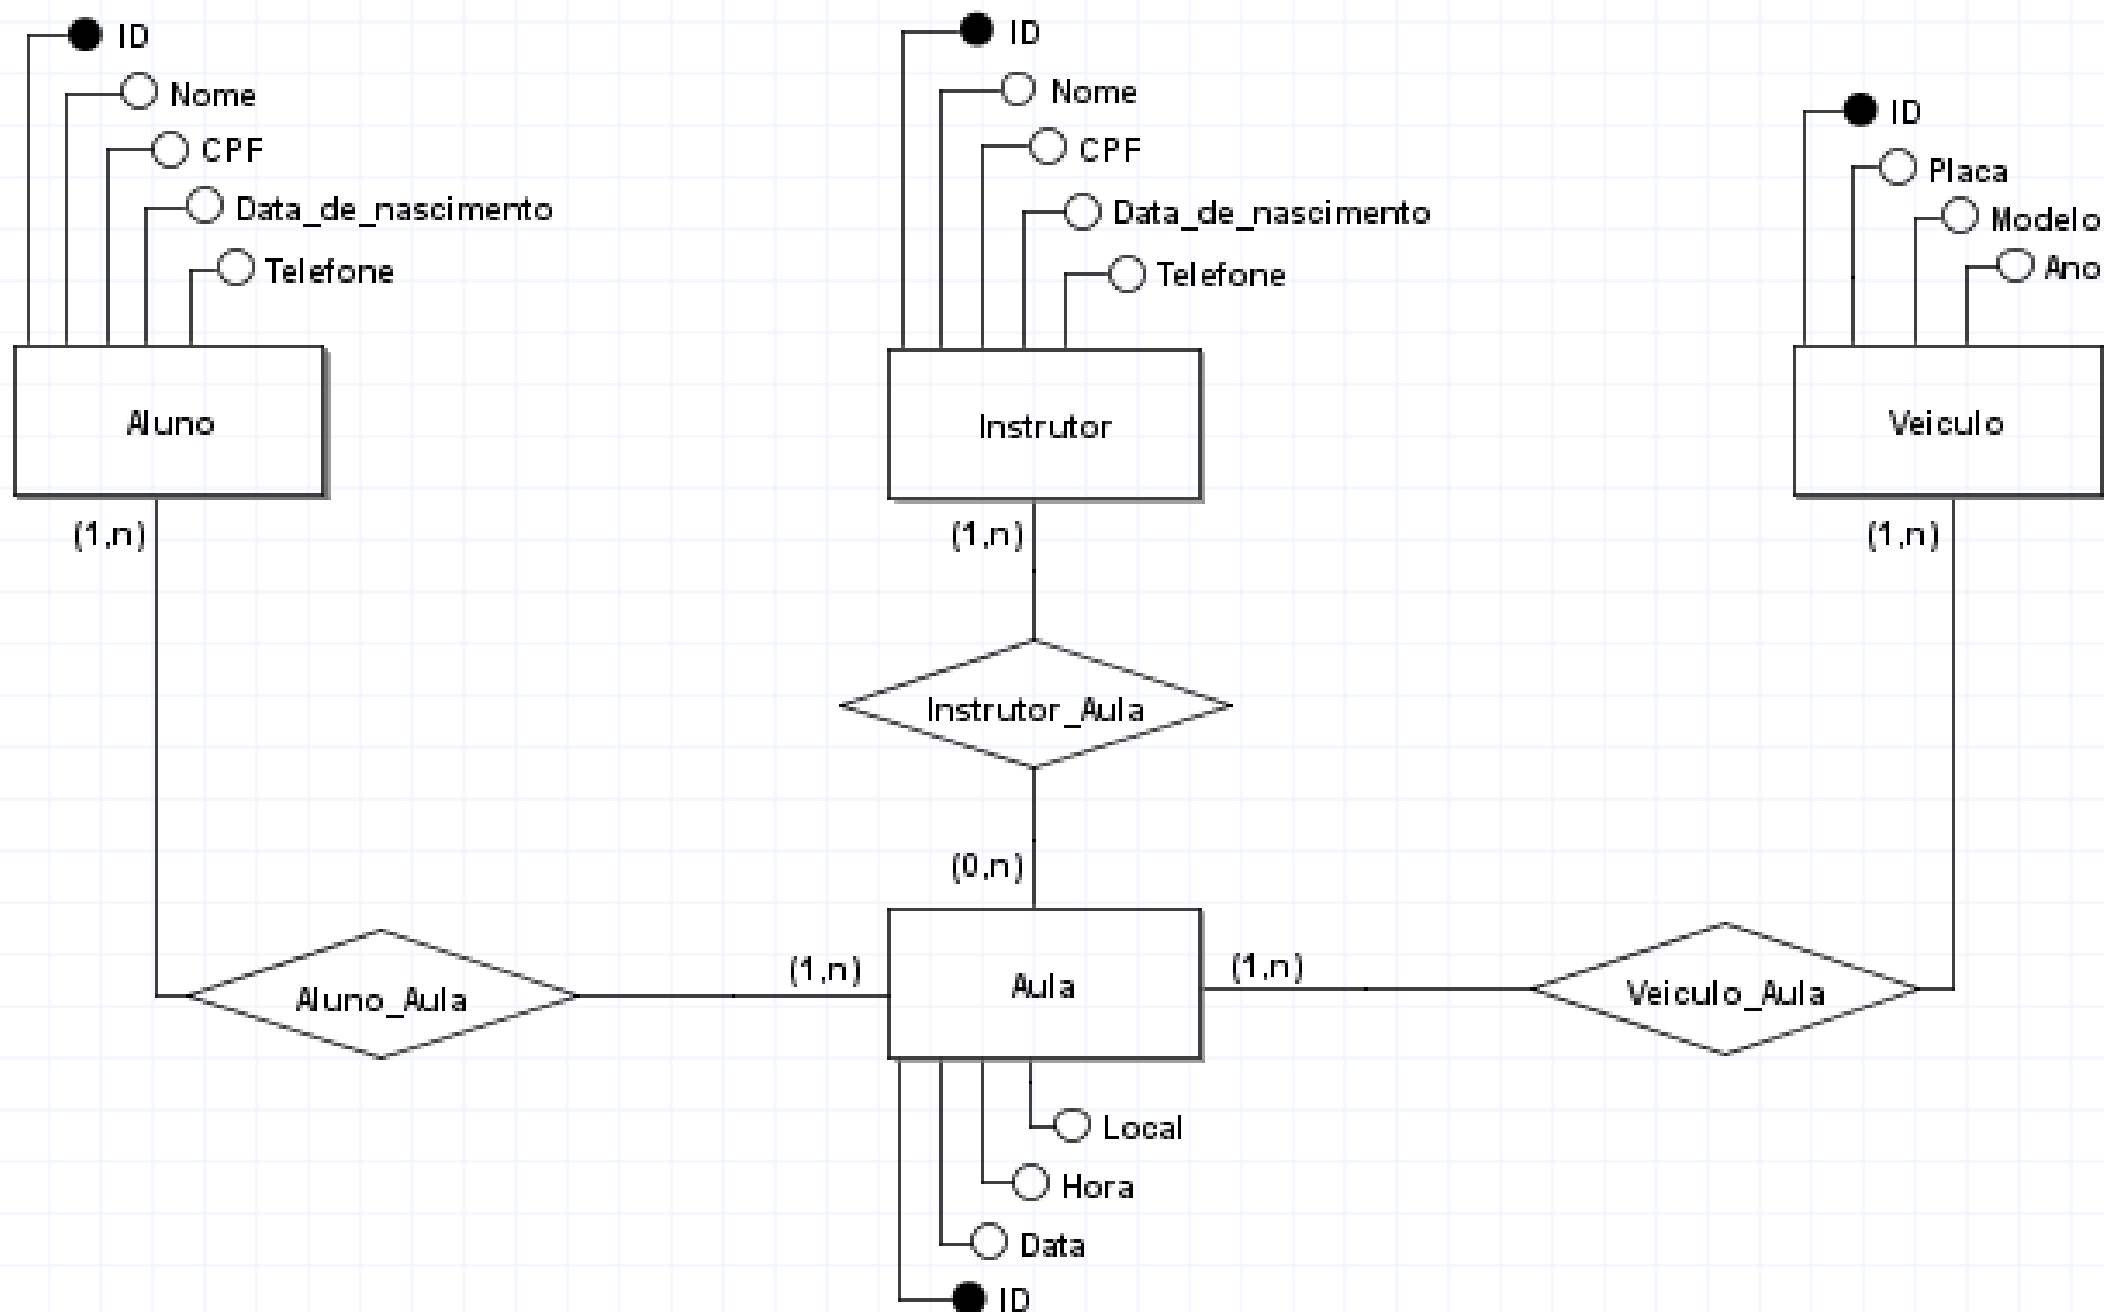 ID
Nome
CPF
Data_de_nascimento
Telefone
Aluno
(1,n)
ID
Nome
CPF
Data_de_nascimento
Telefone
Instrutor
(1,n)
ID
Placa
Modelo
Ano
Veiculo
(1,n)
Instrutor_Aula
(0,n)
Aluno_Aula
(1,n)
Aula
(1,n)
Veiculo_Aula
Local
Hora
Data
ID